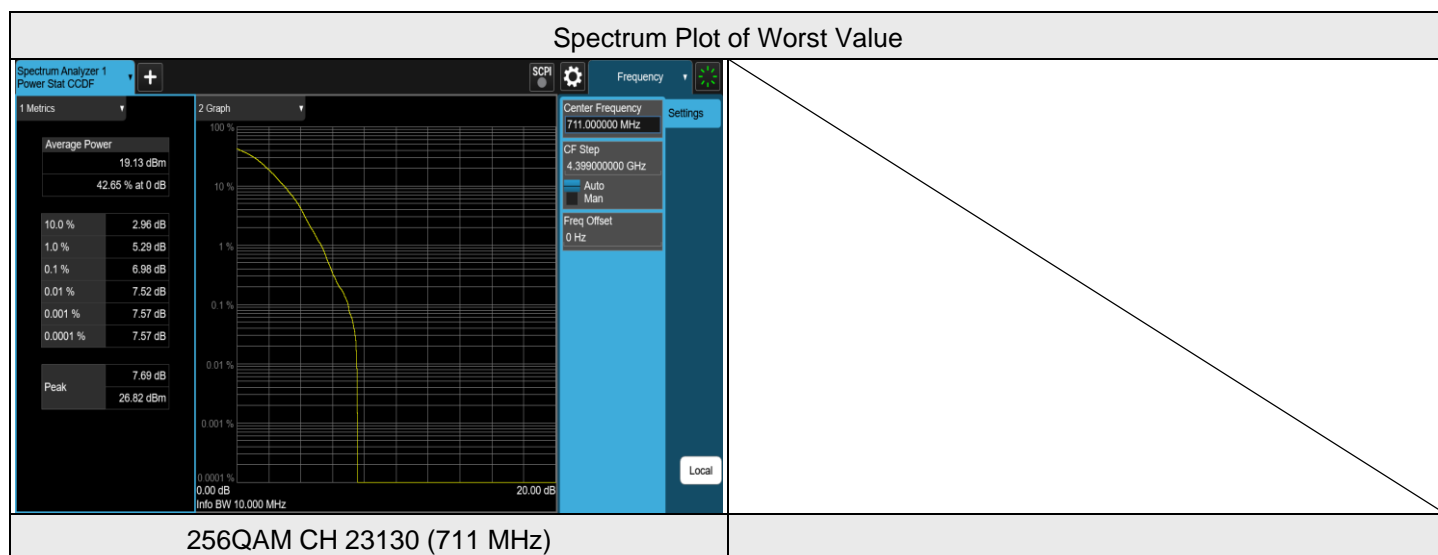 Spectrum Plot of Worst Value
Spectrum Analyzer 1
Power Stat CCDF
+
SCPI
Frequency
1 Metrics
2 Graph
Average Power
19.13 dBm
42.65 % at 0 dB
10.0 % 2.96 dB
1.0 % 5.29 dB
0.1 % 6.98 dB
0.01 % 7.52 dB
0.001 % 7.57 dB
0.0001 % 7.57 dB
Peak
7.69 dB
26.82 dBm
100 %
10 %
1 %
0.1 %
0.01 %
0.001 %
0.0001 %
0.00 dB 20.00 dB
Info BW 10.000 MHz
Center Frequency
711.000000 MHz
Settings
CF Step
4.399000000 GHz
Auto
Man
Freq Offset
0 Hz
Local
256QAM CH 23130 (711 MHz)